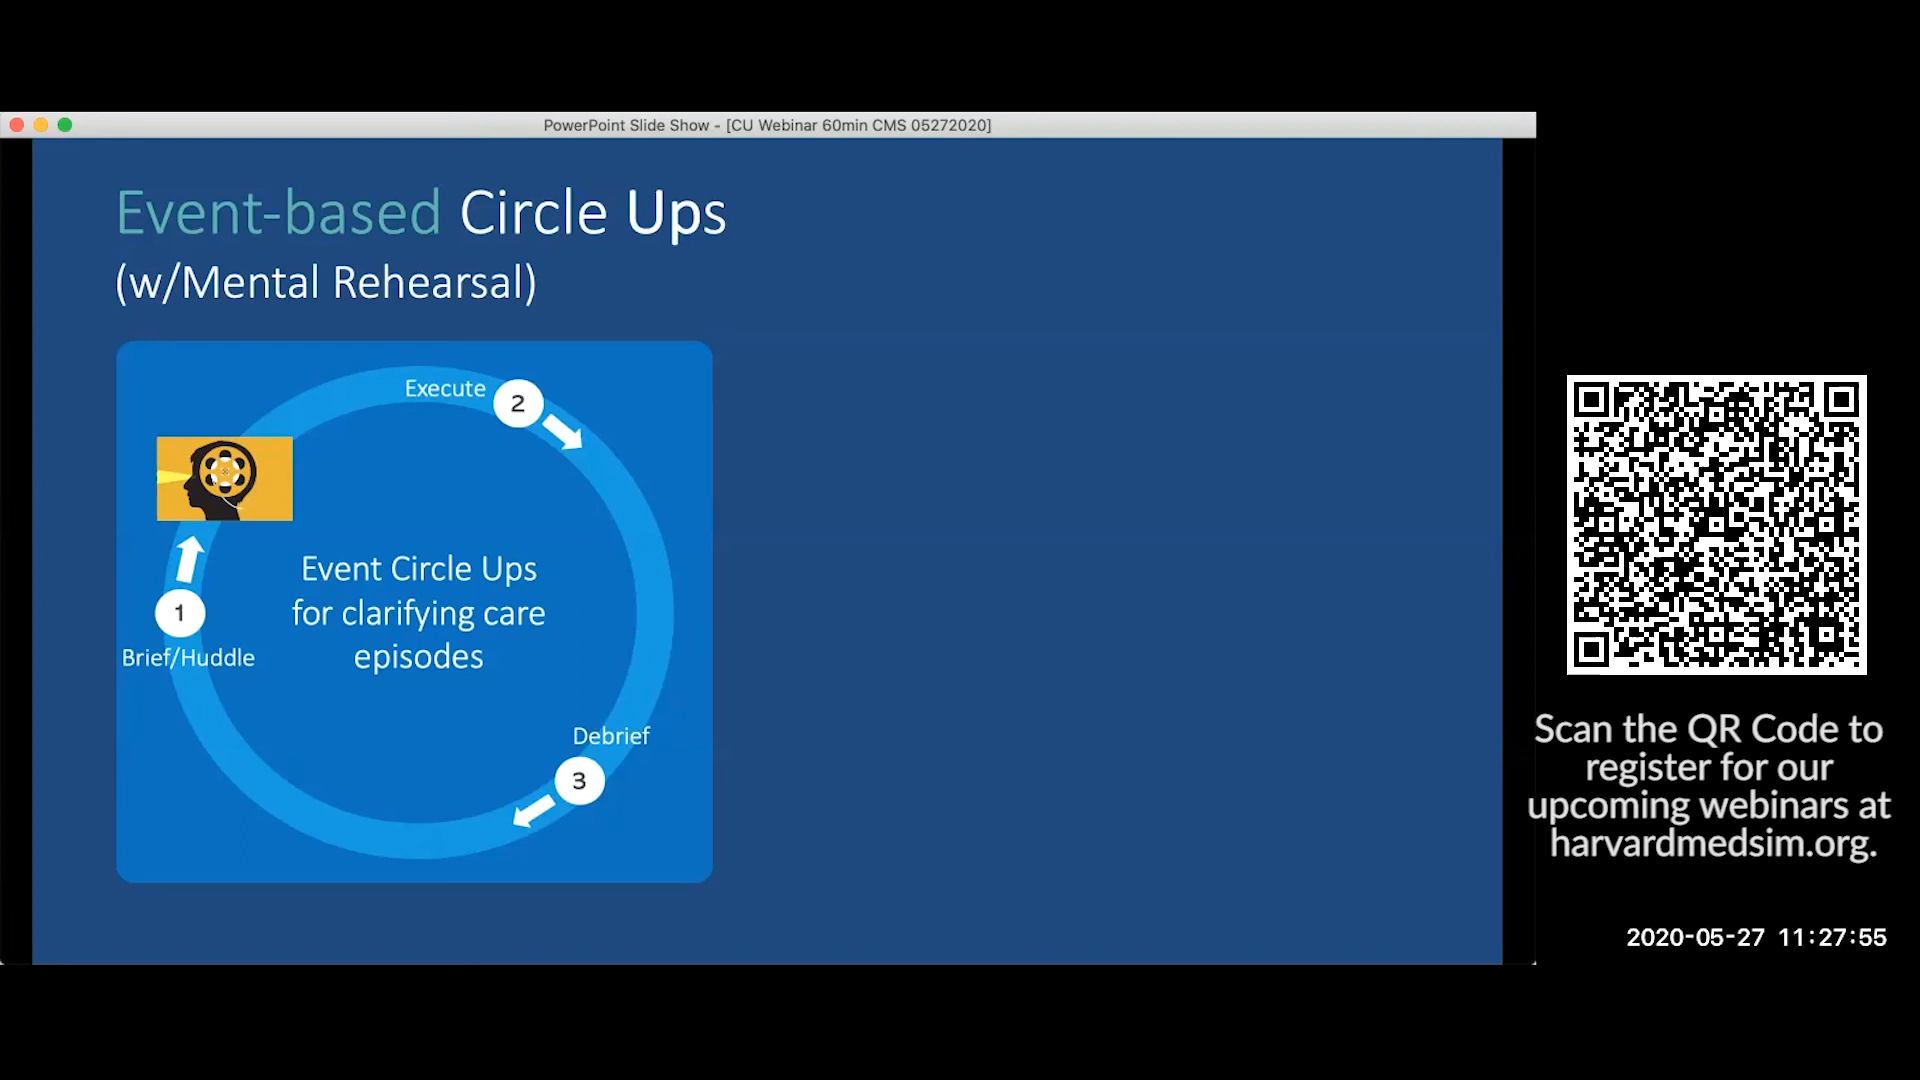 PowerPoint Slide Show - [CU Webinar 60min CMS 05272020]
Event-based Circle Ups
(w/Mental Rehearsal)
Execute
2
1
Brief/Huddle
Event Circle Ups
for clarifying care
episodes
Debrief
3
Scan the QR Code to
register for our
upcoming webinars at
harvardmedsim.org.
2020-05-27 11:27:55